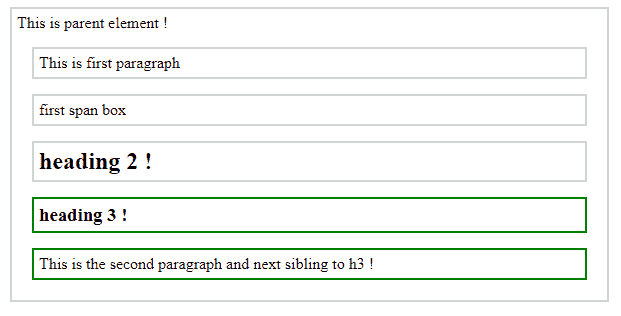 This is parent element !
This is first paragraph
first span box
heading 2 !
heading 3 !
This is the second paragraph and next sibling to h3 !